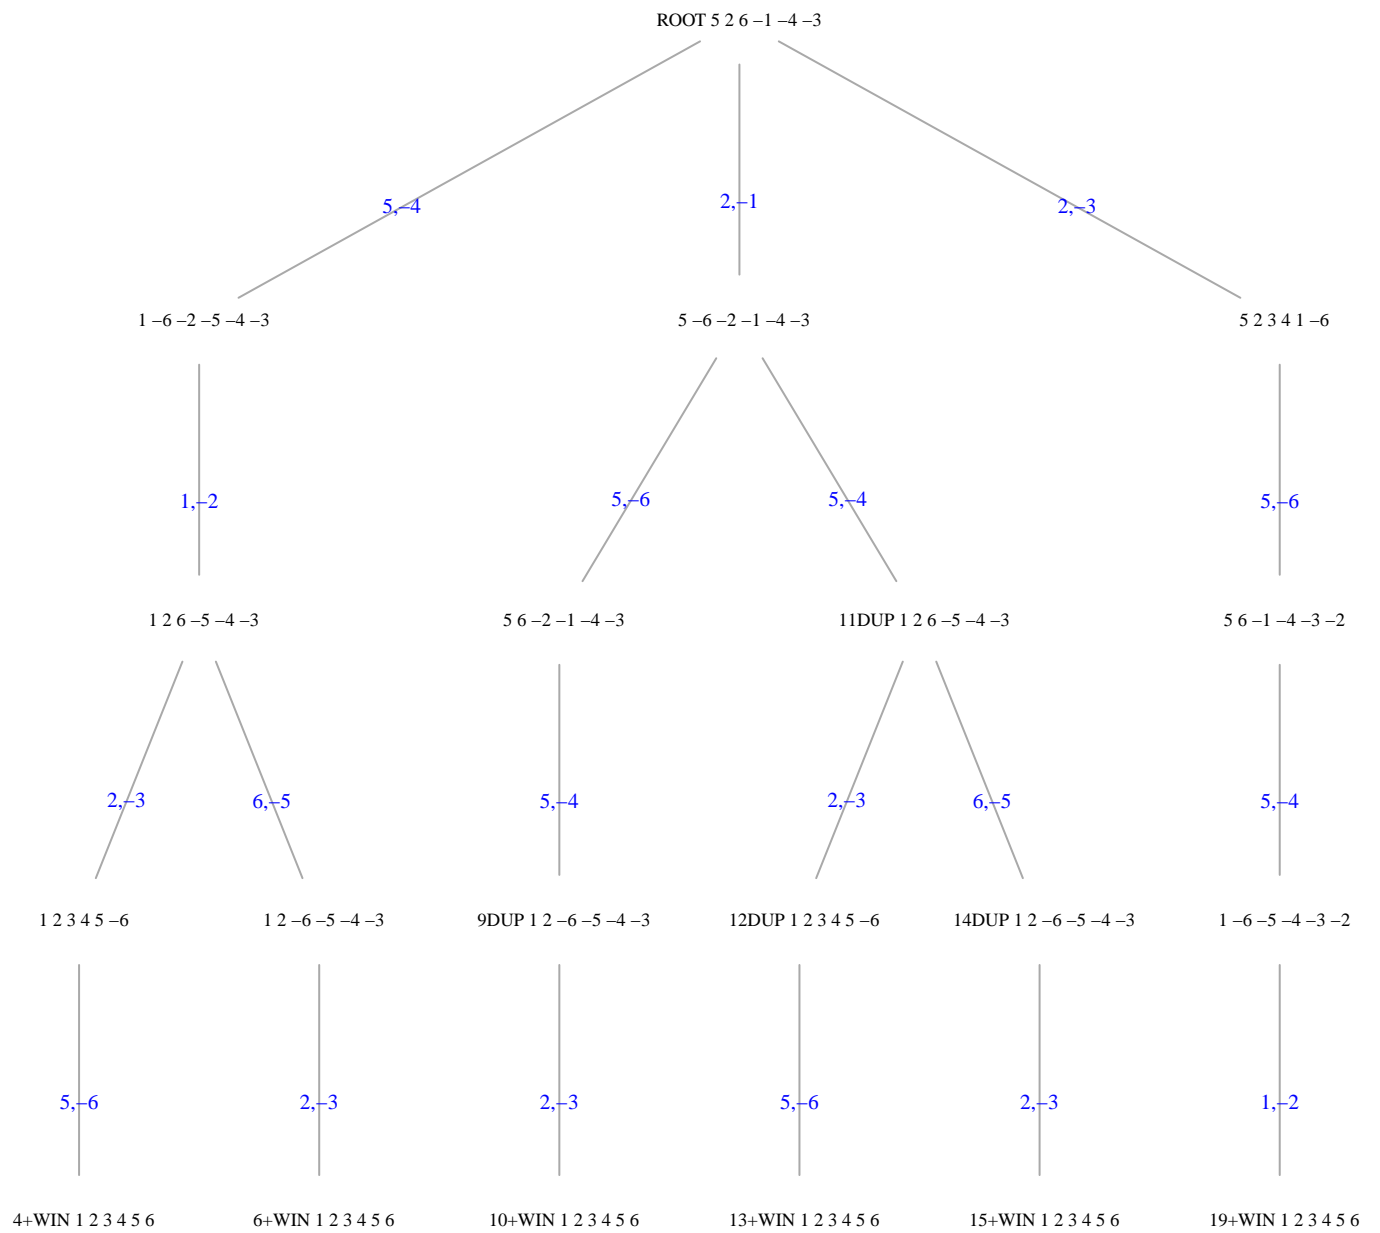 ROOT 5 2 6 –1 –4 –3
5,–4
2,–1
2,–3
1 –6 –2 –5 –4 –3
5 –6 –2 –1 –4 –3
5 2 3 4 1 –6
1,–2
5,–6
5,–4
5,–6
1 2 6 –5 –4 –3
5 6 –2 –1 –4 –3
11DUP 1 2 6 –5 –4 –3
5 6 –1 –4 –3 –2
2,–3
6,–5
5,–4
2,–3
6,–5
5,–4
1 2 3 4 5 –6
1 2 –6 –5 –4 –3
9DUP 1 2 –6 –5 –4 –3
12DUP 1 2 3 4 5 –6
14DUP 1 2 –6 –5 –4 –3
1 –6 –5 –4 –3 –2
5,–6
2,–3
2,–3
5,–6
2,–3
1,–2
4+WIN 1 2 3 4 5 6
6+WIN 1 2 3 4 5 6
10+WIN 1 2 3 4 5 6
13+WIN 1 2 3 4 5 6
15+WIN 1 2 3 4 5 6
19+WIN 1 2 3 4 5 6